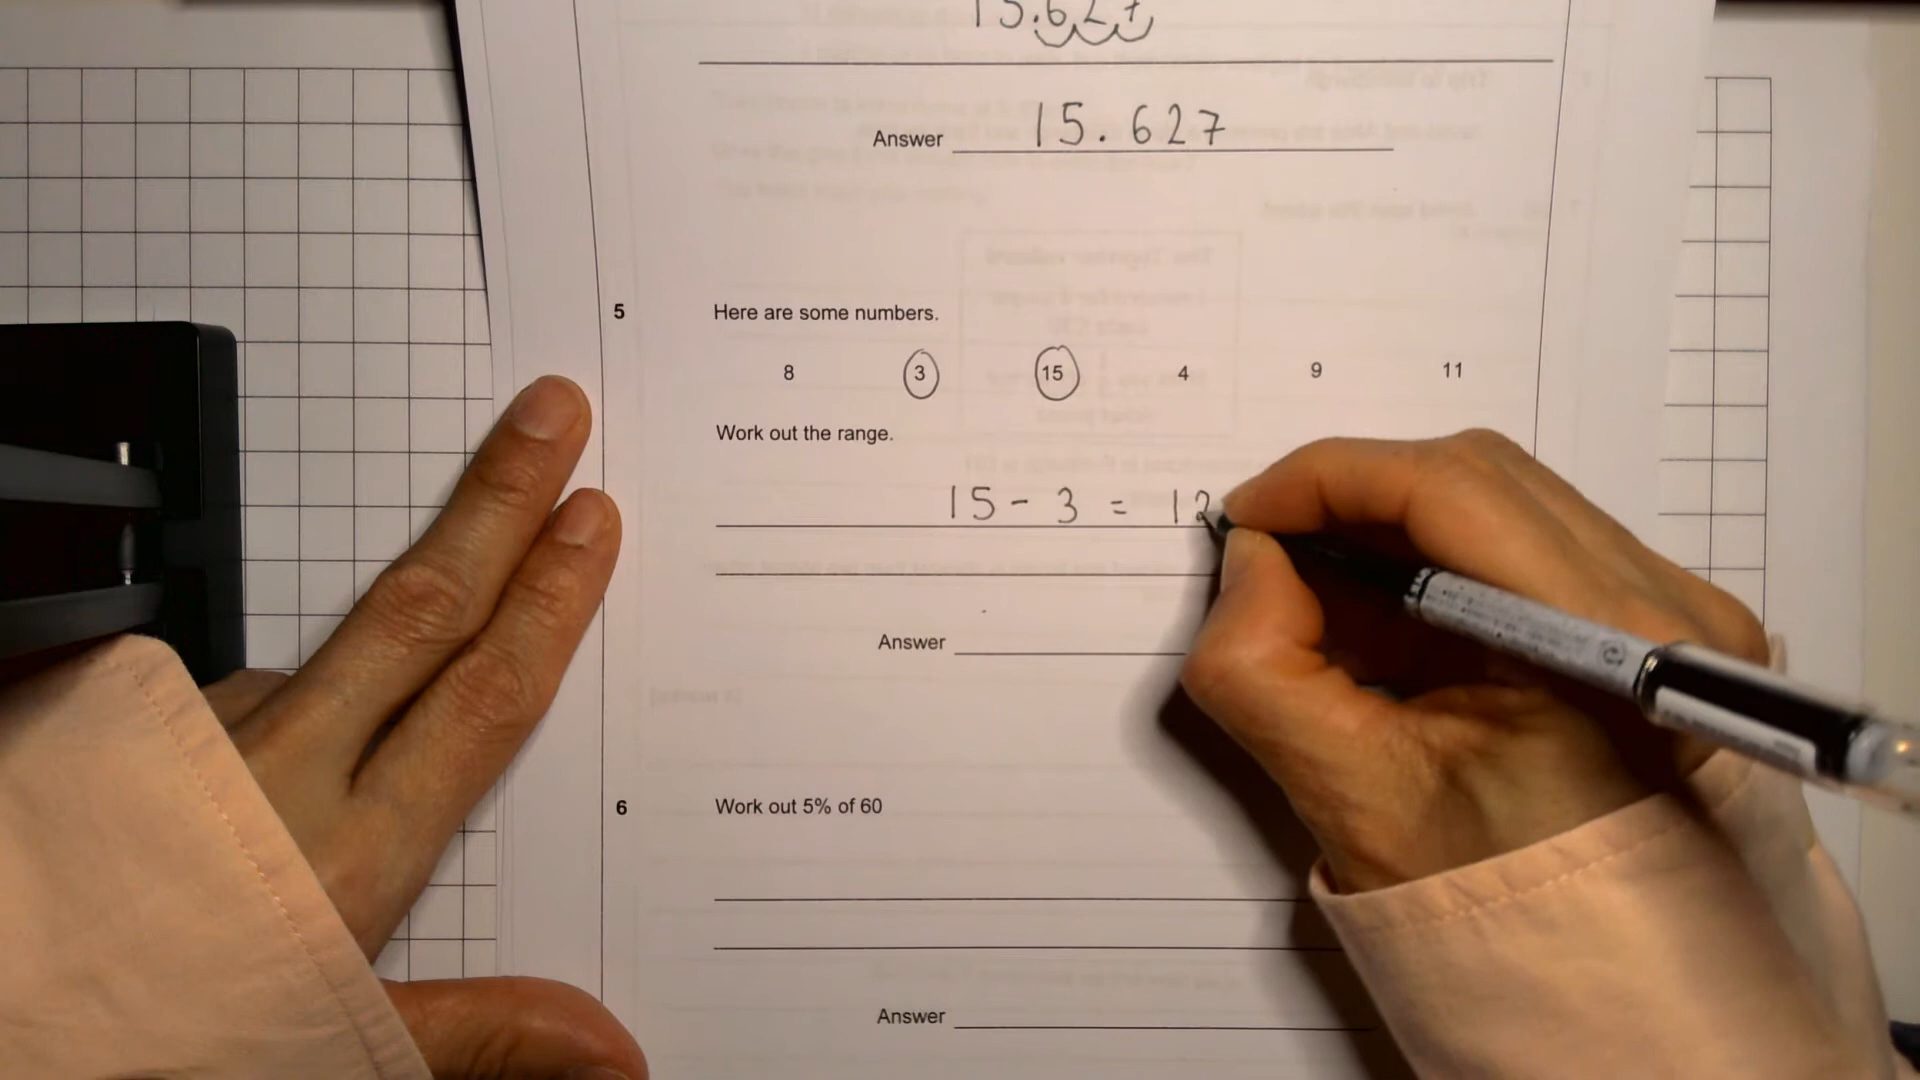 15.627
Answer 15.627
5 Here are some numbers.
8 3 15 4 9 11
Work out the range.
15 - 3 = 12
Answer
6 Work out 5% of 60
Answer